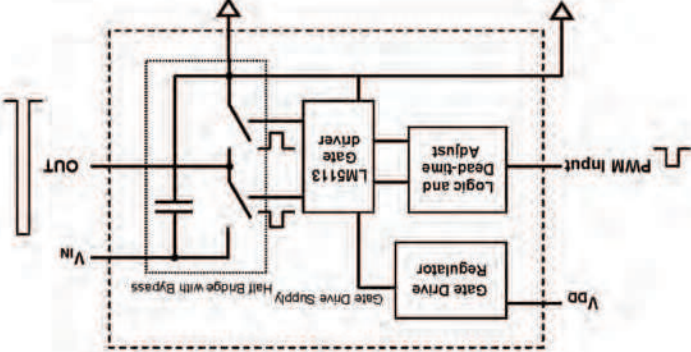 V_DD
Gate Drive
Regulator
Gate Drive Supply
Half Bridge with Bypass
V_IN
PWM Input
Logic and
Dead-time
Adjust
LM5113
Gate
driver
OUT